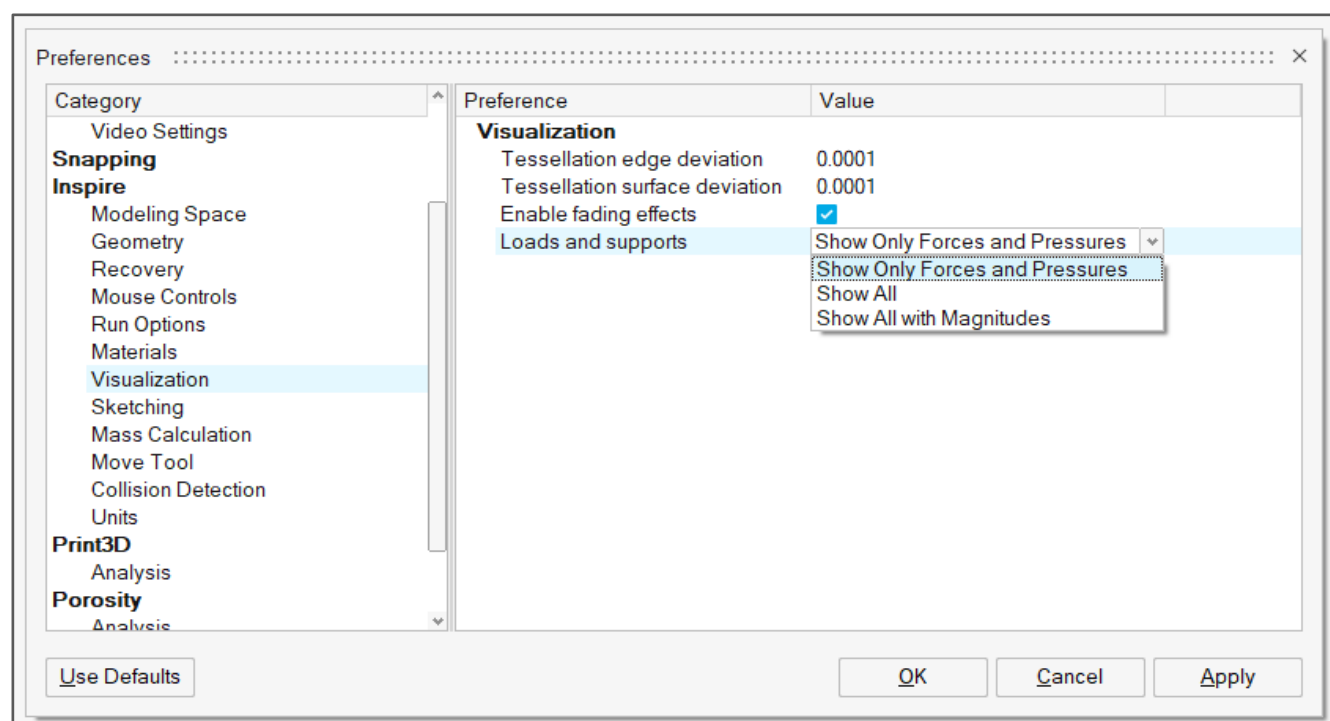 Preferences
Category
Video Settings
Snapping
Inspire
Modeling Space
Geometry
Recovery
Mouse Controls
Run Options
Materials
Visualization
Sketching
Mass Calculation
Move Tool
Collision Detection
Units
Print3D
Analysis
Porosity
Analysis
Preference Value
Visualization
Tessellation edge deviation 0.0001
Tessellation surface deviation 0.0001
Enable fading effects
Loads and supports Show Only Forces and Pressures
Show Only Forces and Pressures
Show All
Show All with Magnitudes
Use Defaults OK Cancel Apply